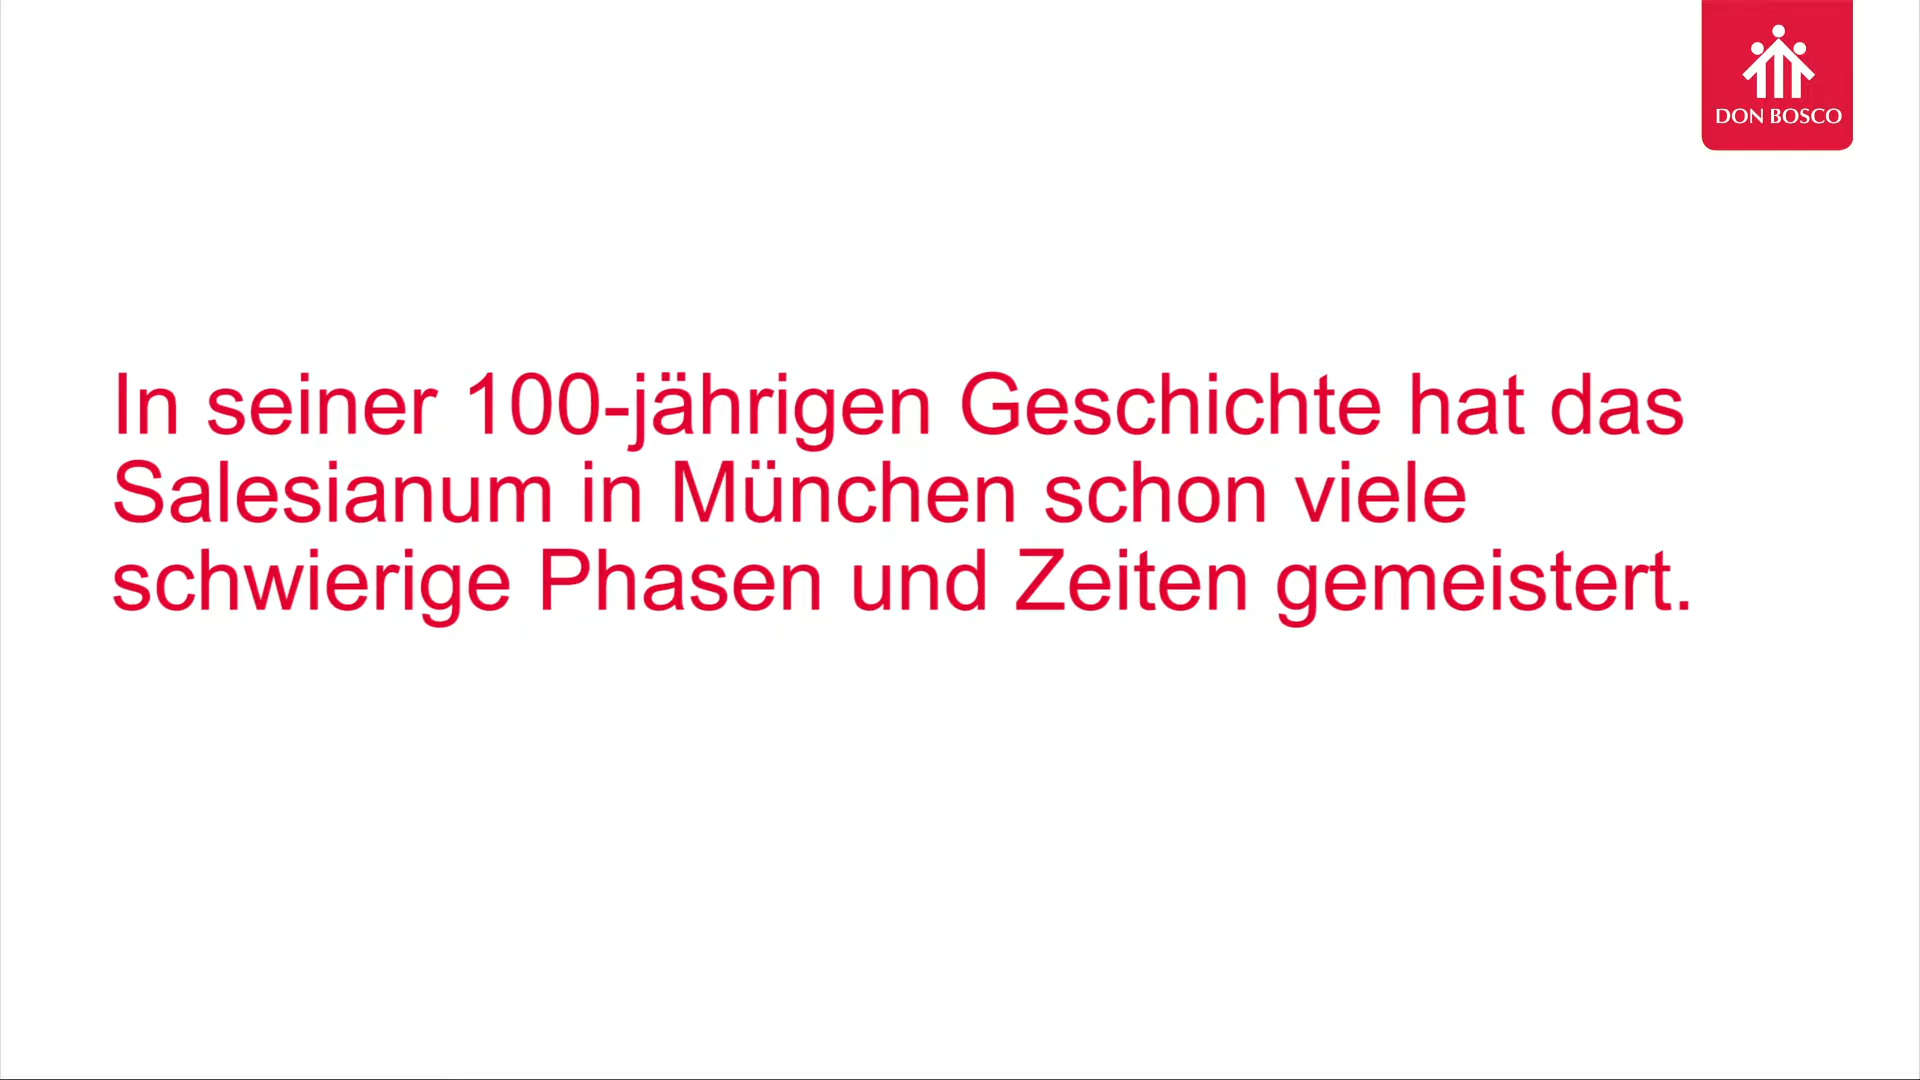 DON BOSCO
In seiner 100-jährigen Geschichte hat das
Salesianum in München schon viele
schwierige Phasen und Zeiten gemeistert.